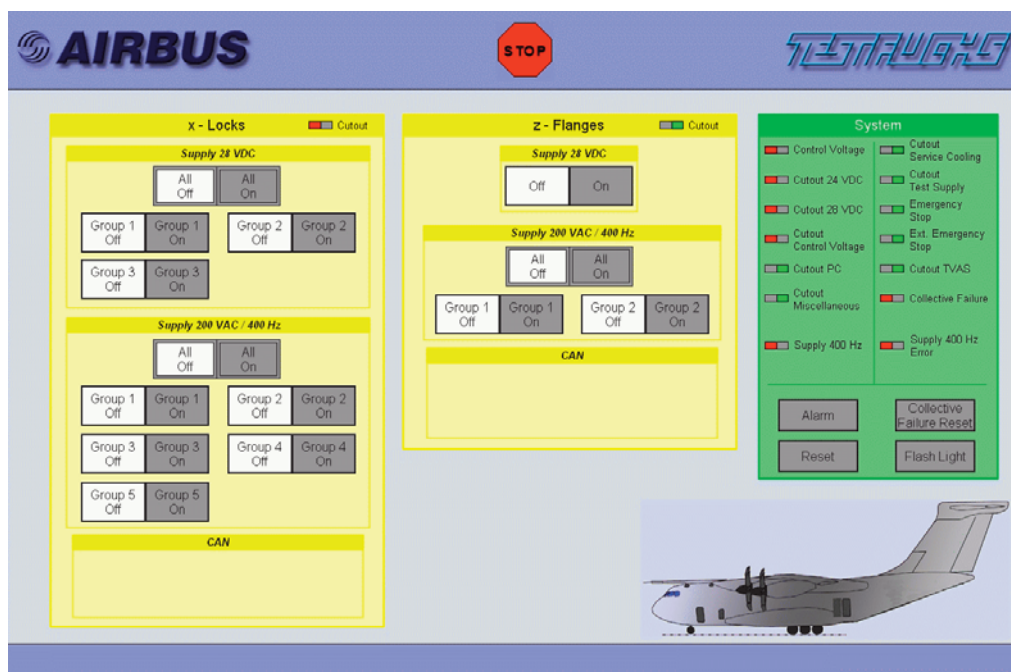 AIRBUS
STOP
TESTFUCHS
x - Locks
Cutout
Supply 28 VDC
All Off
All On
Group 1 Off
Group 1 On
Group 2 Off
Group 2 On
Group 3 Off
Group 3 On
Supply 200 VAC / 400 Hz
All Off
All On
Group 1 Off
Group 1 On
Group 2 Off
Group 2 On
Group 3 Off
Group 3 On
Group 4 Off
Group 4 On
Group 5 Off
Group 5 On
CAN
z - Flanges
Cutout
Supply 28 VDC
Off
On
Supply 200 VAC / 400 Hz
All Off
All On
Group 1 Off
Group 1 On
Group 2 Off
Group 2 On
CAN
System
Control Voltage
Cutout Service Cooling
Cutout 24 VDC
Cutout Test Supply
Cutout 28 VDC
Emergency Stop
Cutout Control Voltage
Ext. Emergency Stop
Cutout PC
Cutout TVAS
Cutout Miscellaneous
Collective Failure
Supply 400 Hz
Supply 400 Hz Error
Alarm
Collective Failure Reset
Reset
Flash Light